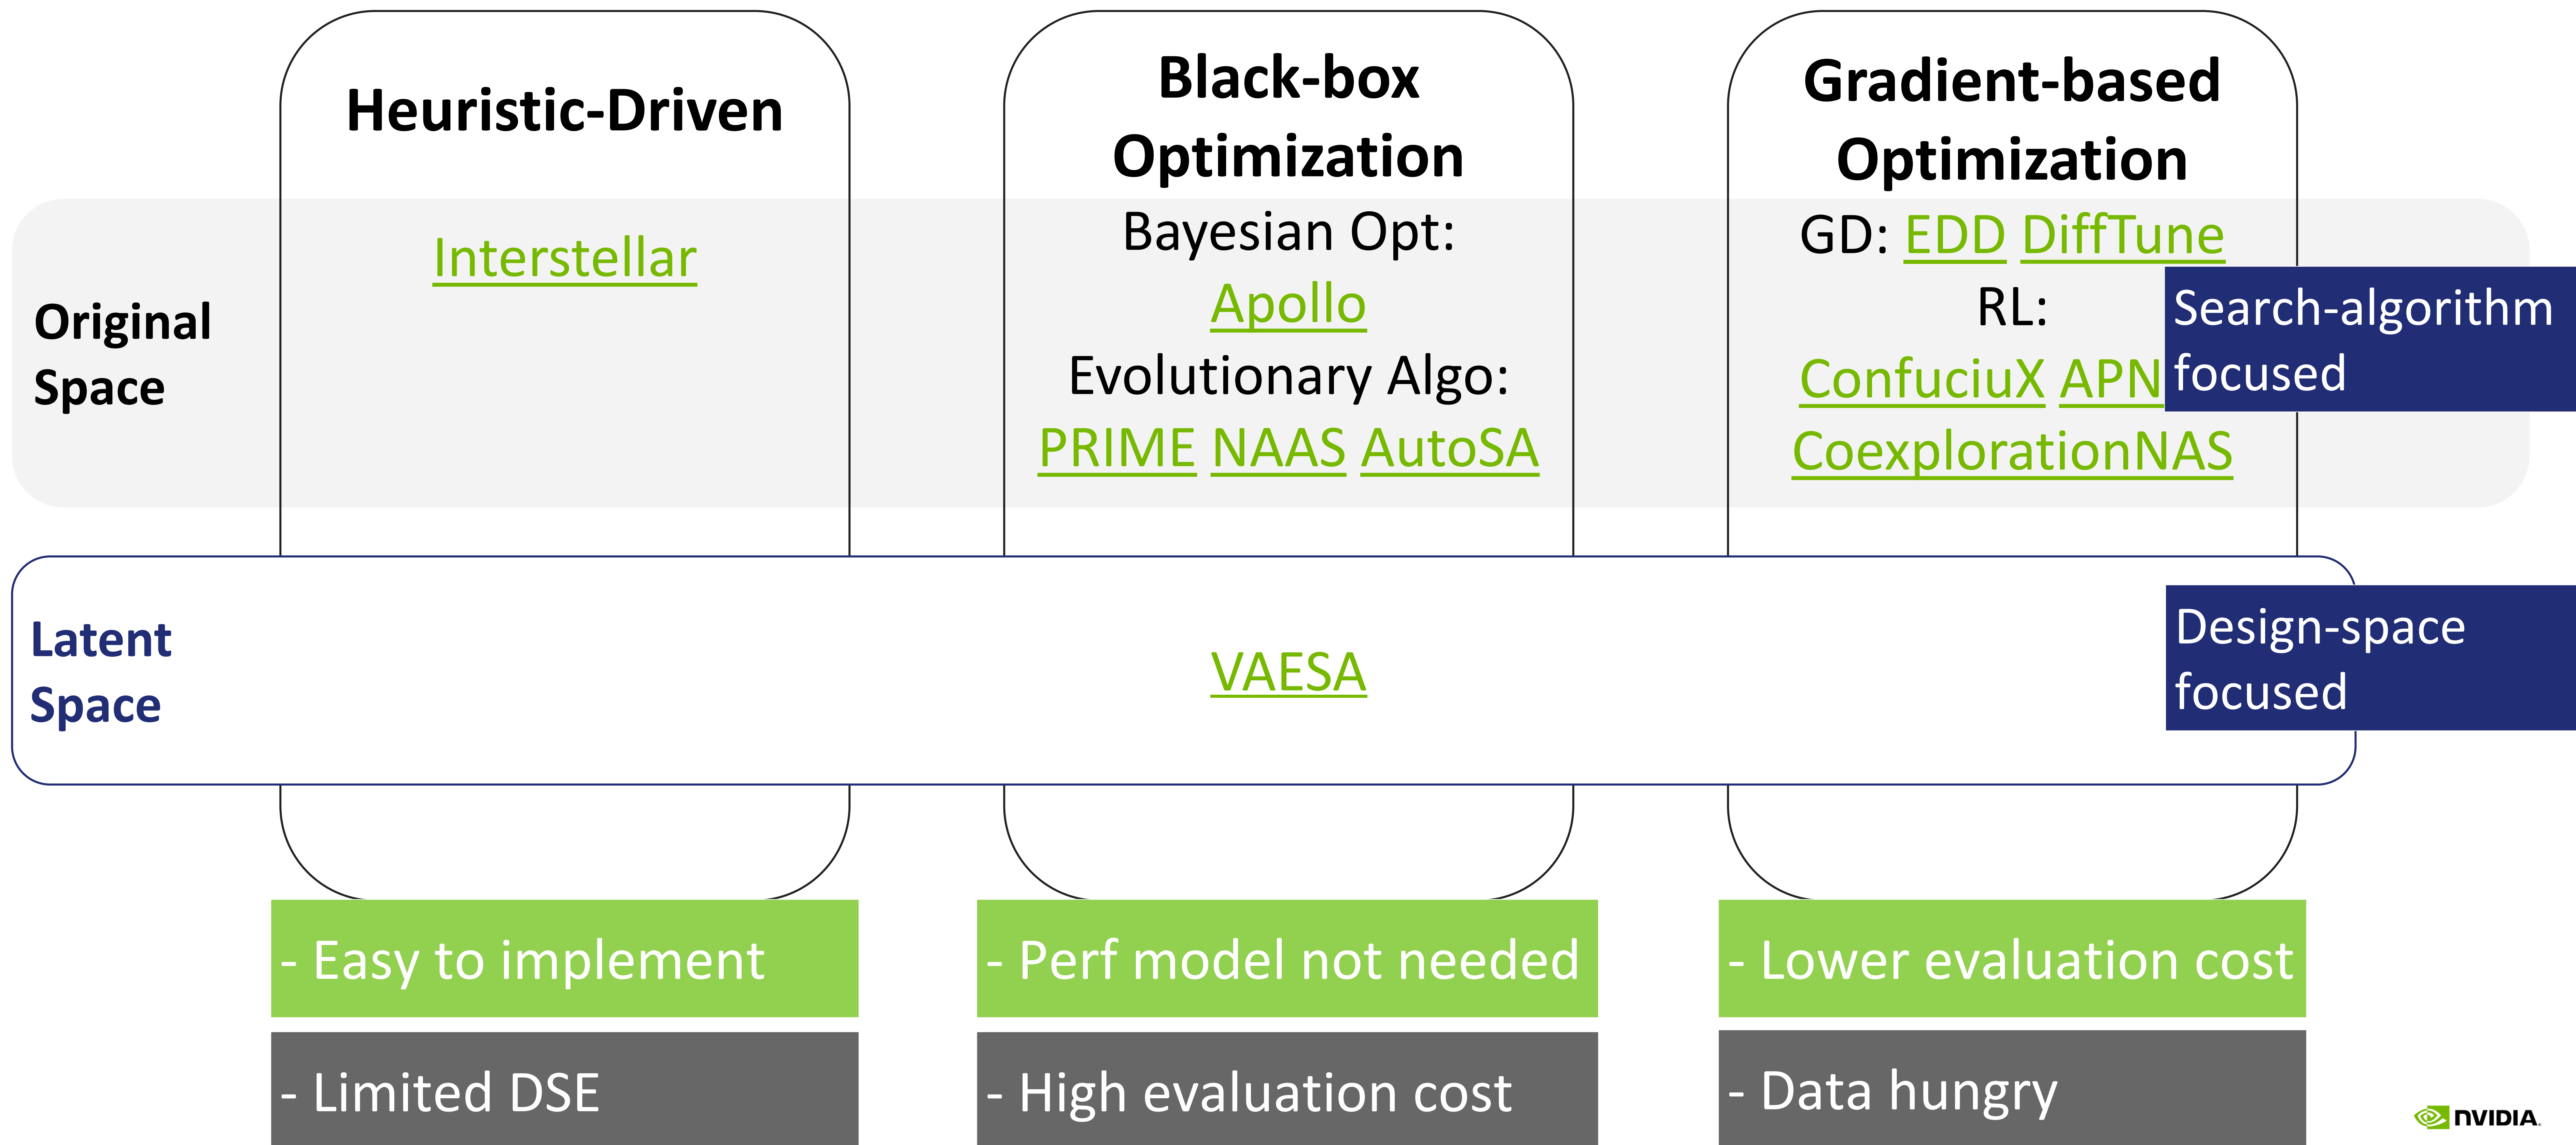 Heuristic-Driven
Black-box
Optimization
Gradient-based
Optimization
Original
Space
Interstellar
Bayesian Opt:
Apollo
Evolutionary Algo:
PRIME NAAS AutoSA
GD: EDD DiffTune
RL:
ConfuciuX APN
CoexplorationNAS
Search-algorithm
focused
Latent
Space
VAESA
Design-space
focused
- Easy to implement
- Perf model not needed
- Lower evaluation cost
- Limited DSE
- High evaluation cost
- Data hungry
NVIDIA.